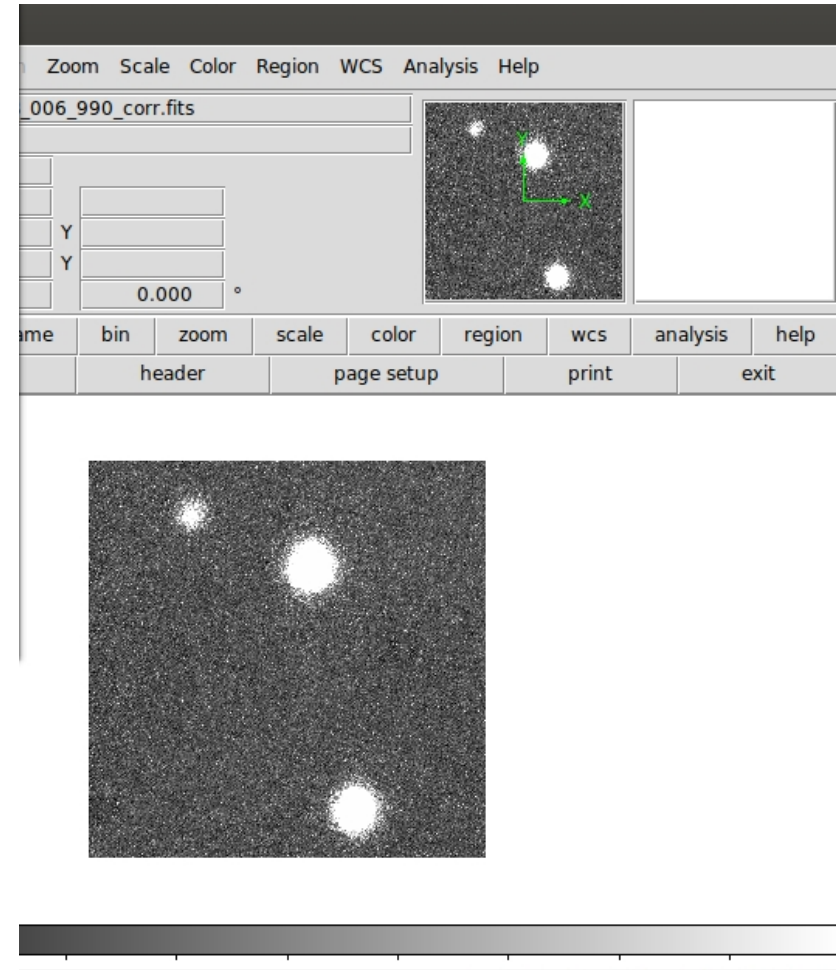 Zoom Scale Color Region WCS Analysis Help
_006_990_corr.fits
Y
X
Y
Y
0.000 °
bin zoom scale color region wcs analysis help
header page setup print exit